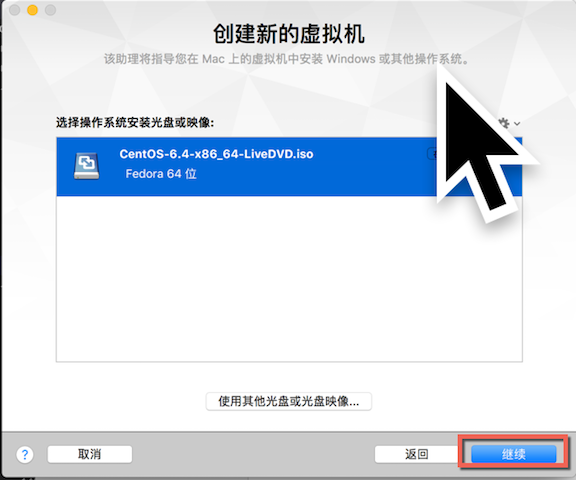 创建新的虚拟机
该助理将指导您在 Mac 上的虚拟机中安装 Windows 或其他操作系统。
选择操作系统安装光盘或映像:
CentOS-6.4-x86_64-LiveDVD.iso
Fedora 64 位
使用其他光盘或光盘映像...
?
取消
返回
继续